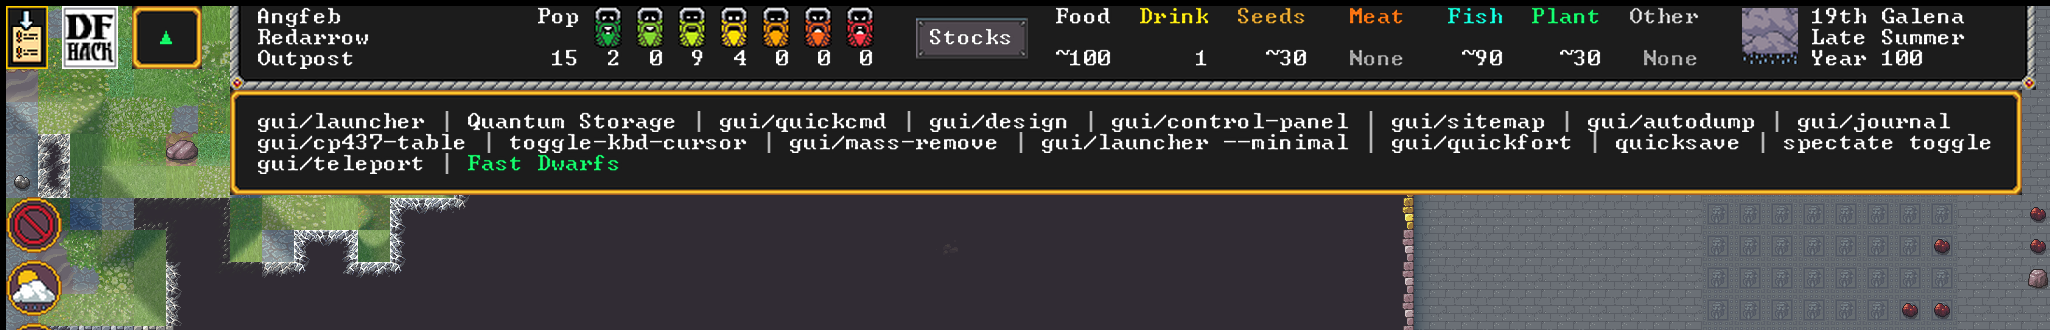 DF
HACK
Angfeb
Redarrow
Outpost
Pop
15 2 0 9 4 0 0 0
Stocks
Food Drink Seeds Meat Fish Plant Other
~100 1 ~30 None ~90 ~30 None
19th Galena
Late Summer
Year 100
gui/launcher | Quantum Storage | gui/quickcmd | gui/design | gui/control-panel | gui/sitemap | gui/autodump | gui/journal
gui/cp437-table | toggle-kbd-cursor | gui/mass-remove | gui/launcher --minimal | gui/quickfort | quicksave | spectate toggle
gui/teleport | Fast Dwarfs